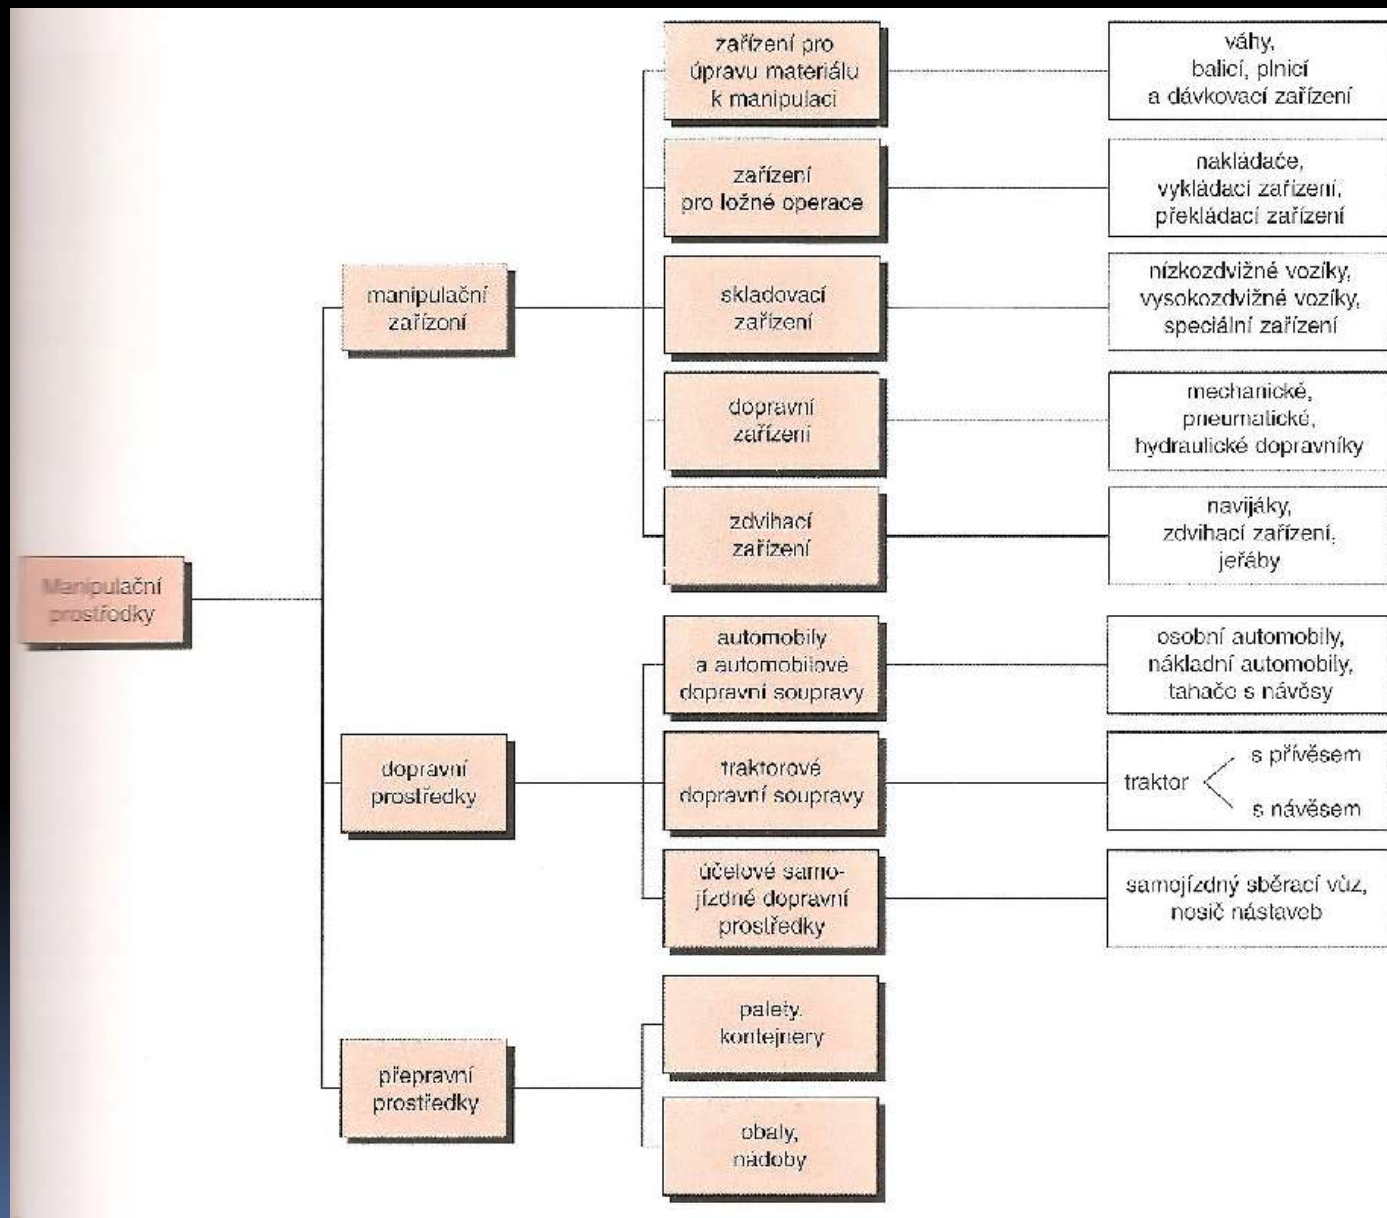 zařízení pro
úpravu materiálu
k manipulaci
váhy,
balicí, plnicí
a dávkovací zařízení
zařízení
pro ložné operace
nakládače,
vykládací zařízení,
překládací zařízení
manipulační
zařízoní
skladovací
zařízení
nízkozdvižné vozíky,
vysokozdvižné vozíky,
speciální zařízení
dopravní
zařízení
mechanické,
pneumatické,
hydraulické dopravníky
zdvihací
zařízení
navijáky,
zdvihací zařízení,
jeřáby
Manipulační
prostřodky
automobily
a automobilové
dopravní soupravy
osobní automobily,
nákladní automobily,
tahačo s návěsy
dopravní
prostředky
traktorové
dopravní soupravy
traktor
s přívěsem
s návěsem
účelové samo-
jízdné dopravní
prostředky
samojízdný sběrací vůz,
nosič nástaveb
přepravní
prostředky
palety.
kontejnery
obaly,
nádoby